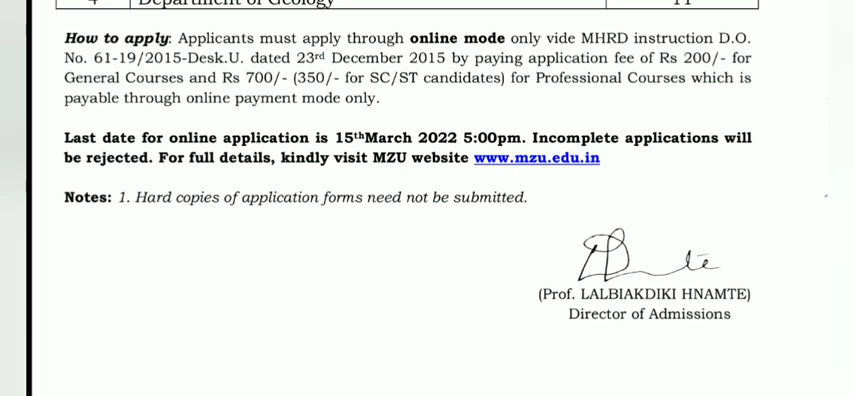 Department of Geology
How to apply: Applicants must apply through online mode only vide MHRD instruction D.O.
No. 61-19/2015-Desk.U. dated 23rd December 2015 by paying application fee of Rs 200/- for
General Courses and Rs 700/- (350/- for SC/ST candidates) for Professional Courses which is
payable through online payment mode only.
Last date for online application is 15thMarch 2022 5:00pm. Incomplete applications will
be rejected. For full details, kindly visit MZU website www.mzu.edu.in
Notes: 1. Hard copies of application forms need not be submitted.
(Prof. LALBIAKDIKI HNAMTE)
Director of Admissions